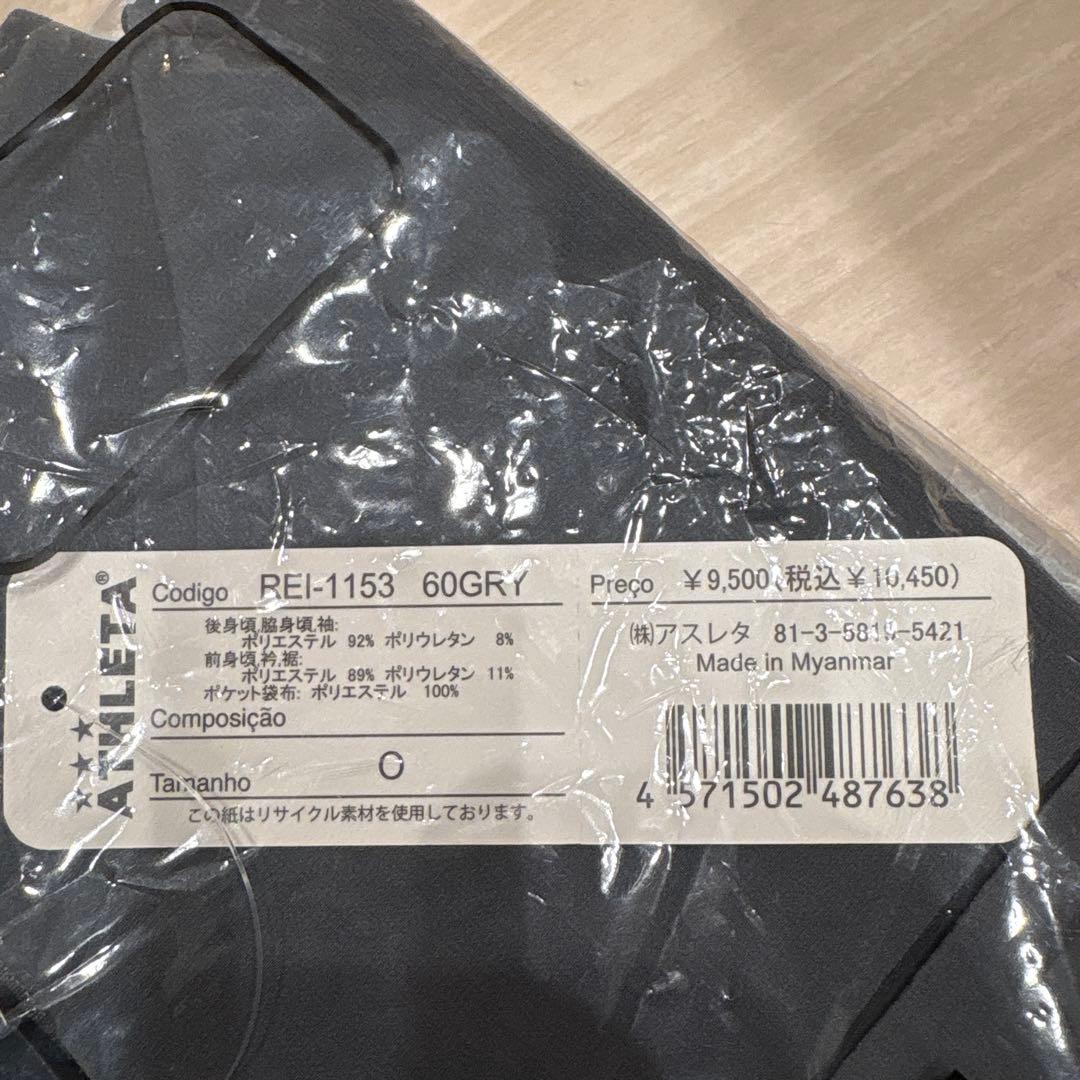 ATHLETA®
Código REI-1153 60GRY
後身頃,脇身頃,袖:
ポリエステル 92% ポリウレタン 8%
前身頃,衿,裾:
ポリエステル 89% ポリウレタン 11%
ポケット袋布: ポリエステル 100%
Composição
Tamanho O
この紙はリサイクル素材を使用しております。
Preço ¥9,500(税込¥10,450)
㈱アスレタ 81-3-5819-5421
Made in Myanmar
4 571502 487638